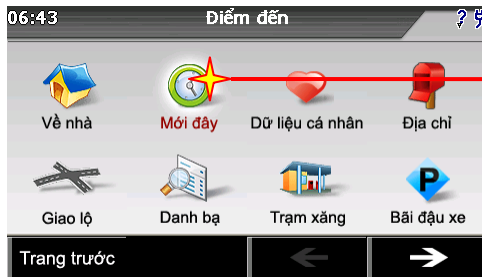 06:43 Điểm đến ?
Về nhà Mới đây Dữ liệu cá nhân Địa chỉ
Giao lộ Danh bạ Trạm xăng Bãi đậu xe
P
Trang trước